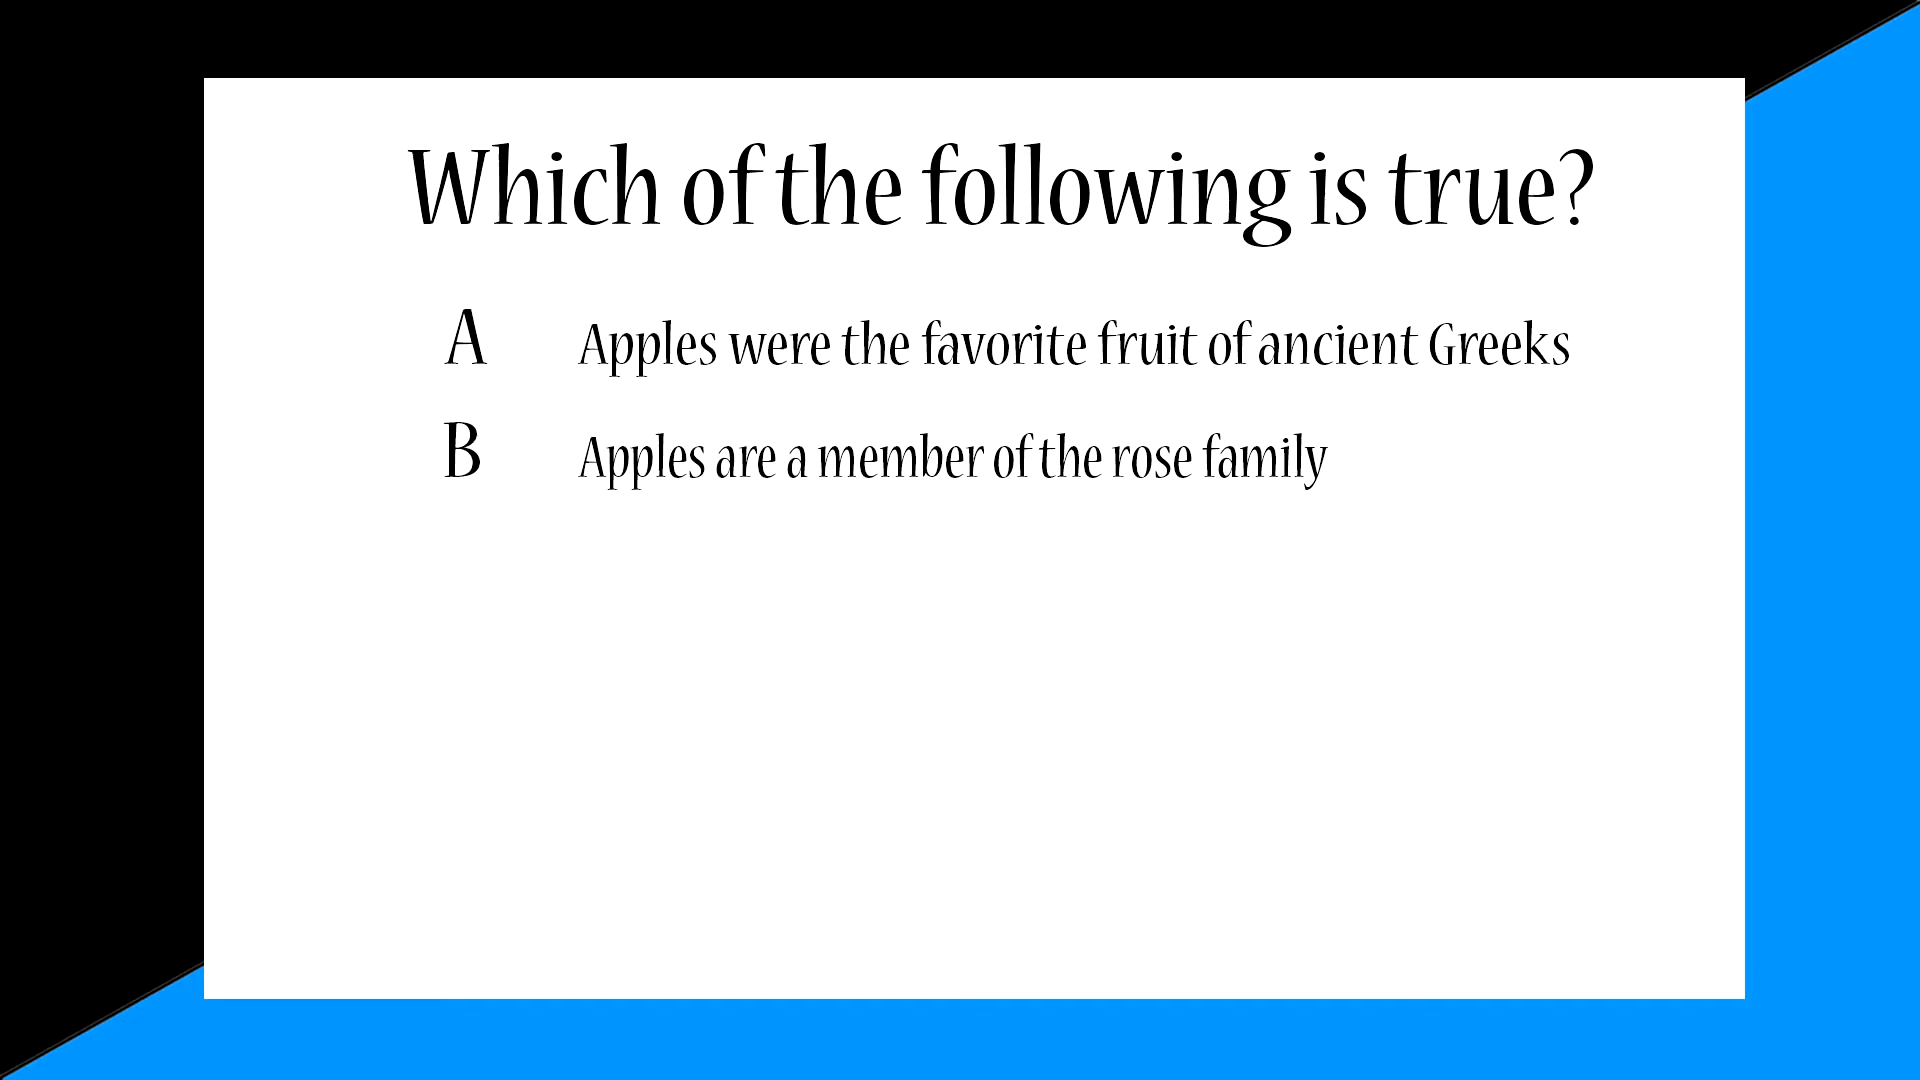 Which of the following is true?
A Apples were the favorite fruit of ancient Greeks
B Apples are a member of the rose family